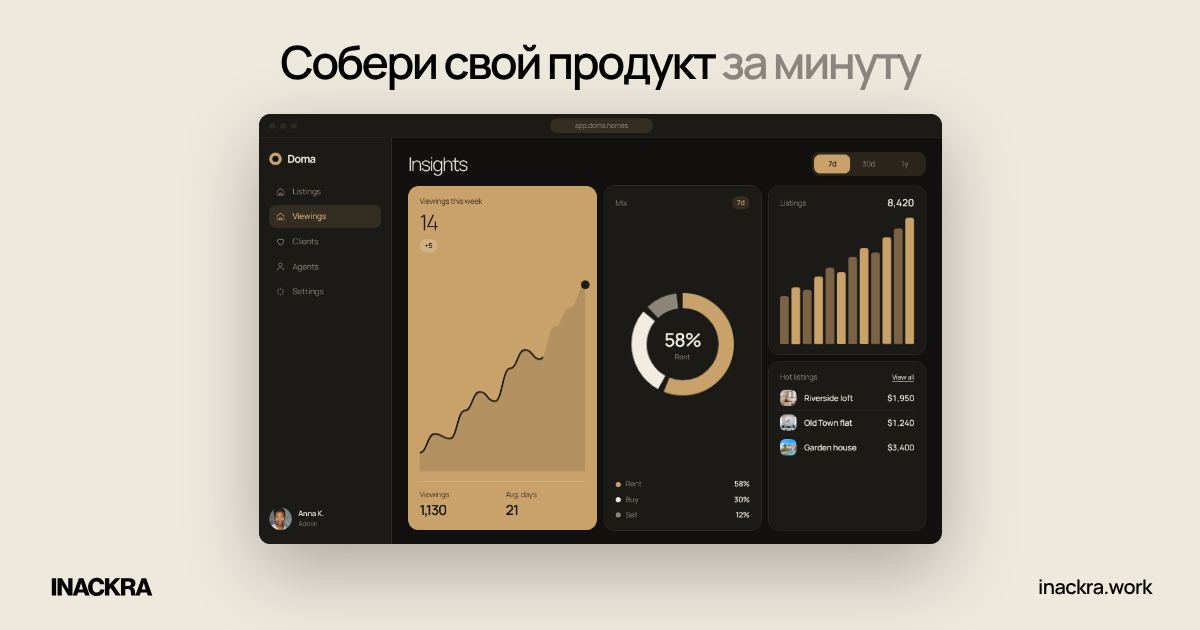 Собери свой продукт за минуту
app.doma.homes
Doma
Listings
Viewings
Clients
Agents
Settings
Anna K.
Admin
Insights
7d 30d 1y
Viewings this week
14
+5
Viewings Avg. days
1,130 21
Mix 7d
58%
Rent
Rent 58%
Buy 30%
Sell 12%
Listings 8,420
Hot listings View all
Riverside loft $1,950
Old Town flat $1,240
Garden house $3,400
INACKRA
inackra.work